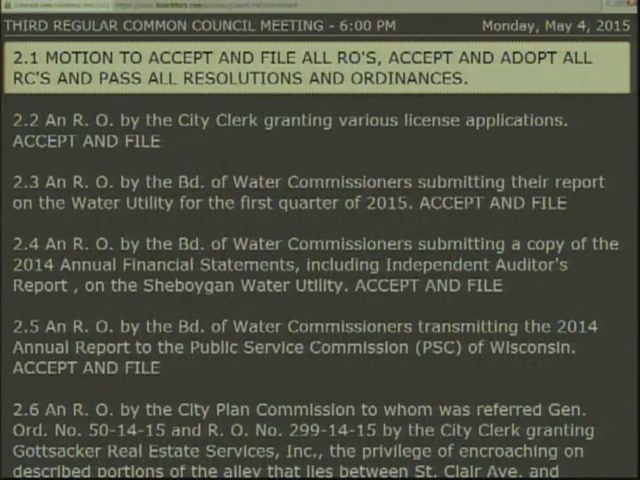 THIRD REGULAR COMMON COUNCIL MEETING - 6:00 PM Monday, May 4, 2015
2.1 MOTION TO ACCEPT AND FILE ALL RO'S, ACCEPT AND ADOPT ALL
RC'S AND PASS ALL RESOLUTIONS AND ORDINANCES.
2.2 An R. O. by the City Clerk granting various license applications.
ACCEPT AND FILE
2.3 An R. O. by the Bd. of Water Commissioners submitting their report
on the Water Utility for the first quarter of 2015. ACCEPT AND FILE
2.4 An R. O. by the Bd. of Water Commissioners submitting a copy of the
2014 Annual Financial Statements, including Independent Auditor's
Report , on the Sheboygan Water Utility. ACCEPT AND FILE
2.5 An R. O. by the Bd. of Water Commissioners transmitting the 2014
Annual Report to the Public Service Commission (PSC) of Wisconsin.
ACCEPT AND FILE
2.6 An R. O. by the City Plan Commission to whom was referred Gen.
Ord. No. 50-14-15 and R. O. No. 299-14-15 by the City Clerk granting
Gottsacker Real Estate Services, Inc., the privilege of encroaching on
described portions of the alley that lies between St. Clair Ave. and